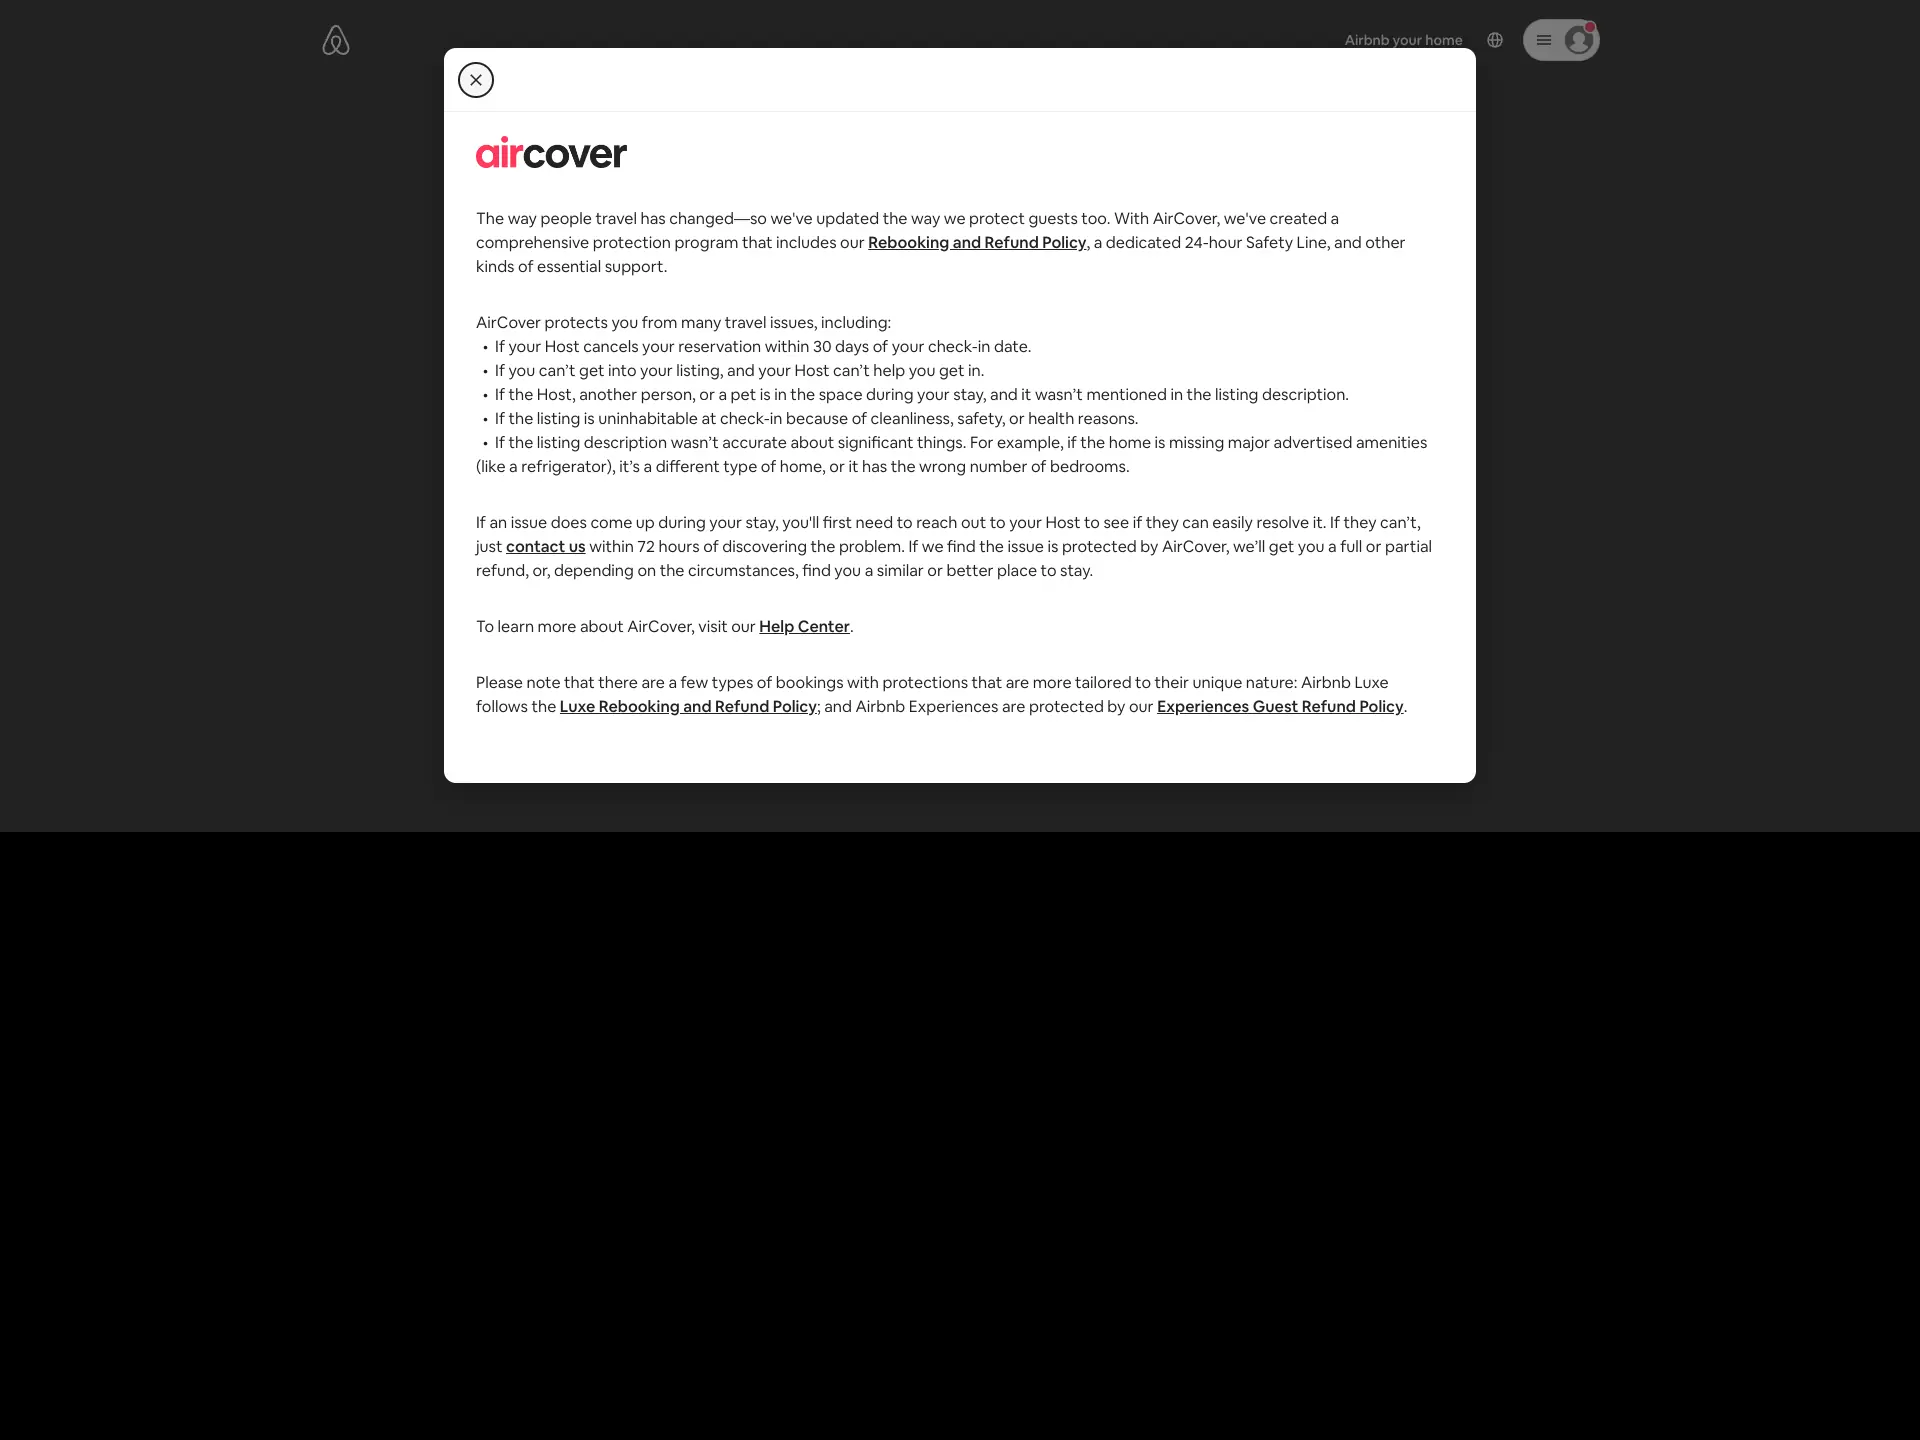 Airbnb your home
aircover
The way people travel has changed—so we've updated the way we protect guests too. With AirCover, we've created a
comprehensive protection program that includes our Rebooking and Refund Policy, a dedicated 24-hour Safety Line, and other
kinds of essential support.
AirCover protects you from many travel issues, including:
• If your Host cancels your reservation within 30 days of your check-in date.
• If you can’t get into your listing, and your Host can’t help you get in.
• If the Host, another person, or a pet is in the space during your stay, and it wasn’t mentioned in the listing description.
• If the listing is uninhabitable at check-in because of cleanliness, safety, or health reasons.
• If the listing description wasn’t accurate about significant things. For example, if the home is missing major advertised amenities
(like a refrigerator), it’s a different type of home, or it has the wrong number of bedrooms.
If an issue does come up during your stay, you'll first need to reach out to your Host to see if they can easily resolve it. If they can’t,
just contact us within 72 hours of discovering the problem. If we find the issue is protected by AirCover, we’ll get you a full or partial
refund, or, depending on the circumstances, find you a similar or better place to stay.
To learn more about AirCover, visit our Help Center.
Please note that there are a few types of bookings with protections that are more tailored to their unique nature: Airbnb Luxe
follows the Luxe Rebooking and Refund Policy; and Airbnb Experiences are protected by our Experiences Guest Refund Policy.